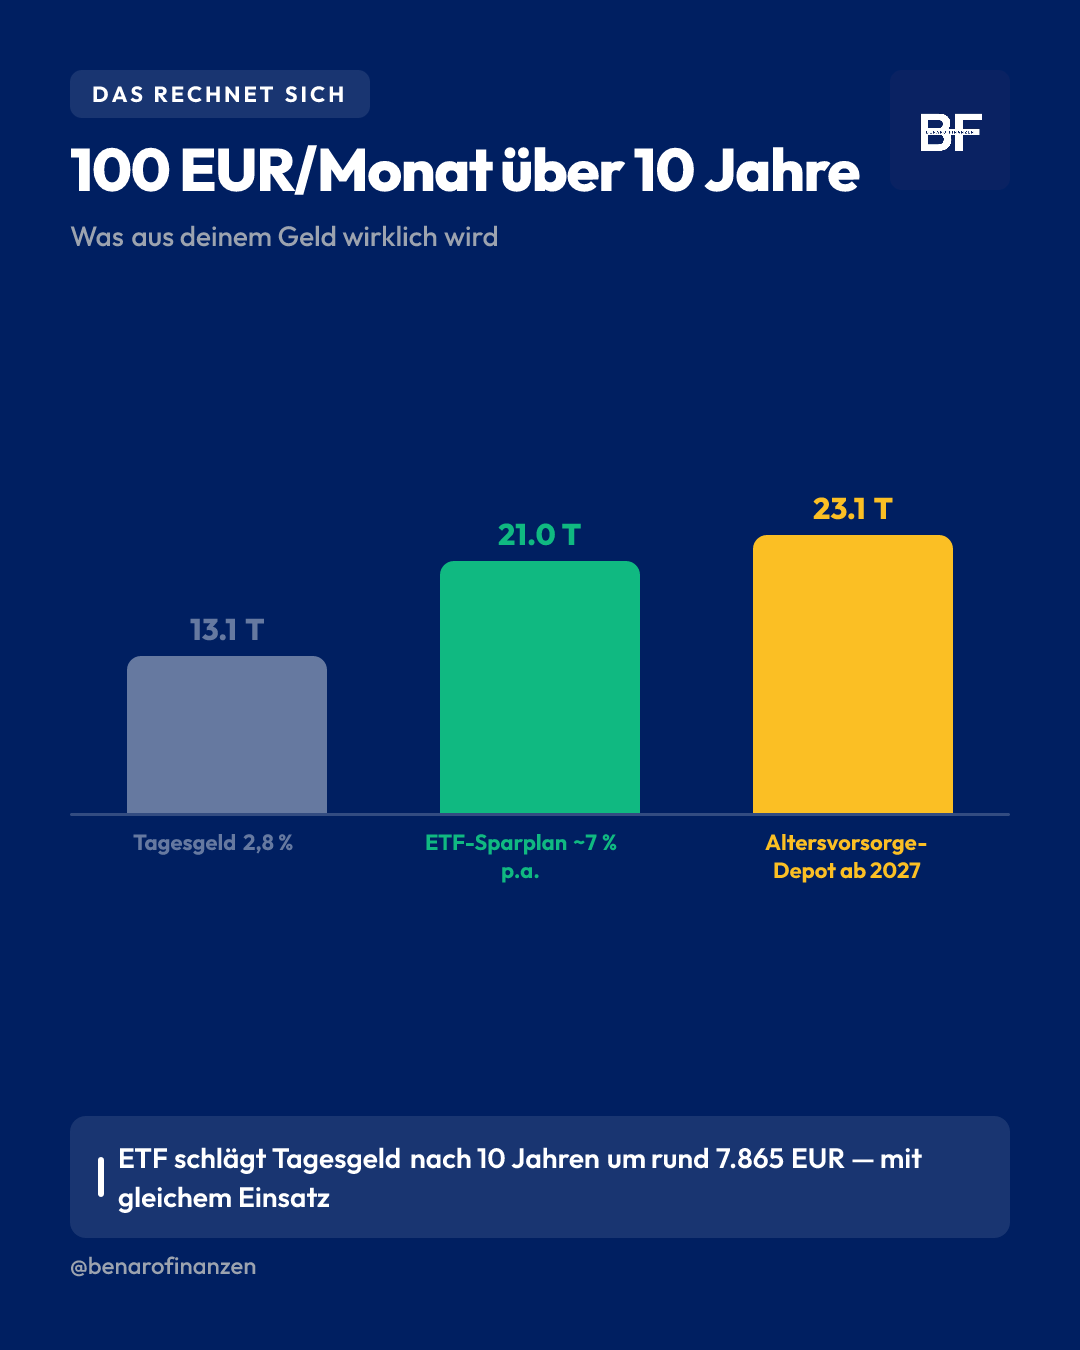 DAS RECHNET SICH
BF
100 EUR/Monat über 10 Jahre
Was aus deinem Geld wirklich wird
13.1 T
21.0 T
23.1 T
Tagesgeld 2,8 %
ETF-Sparplan ~7 %
p.a.
Altersvorsorge-
Depot ab 2027
ETF schlägt Tagesgeld nach 10 Jahren um rund 7.865 EUR — mit
gleichem Einsatz
@benarofinanzen